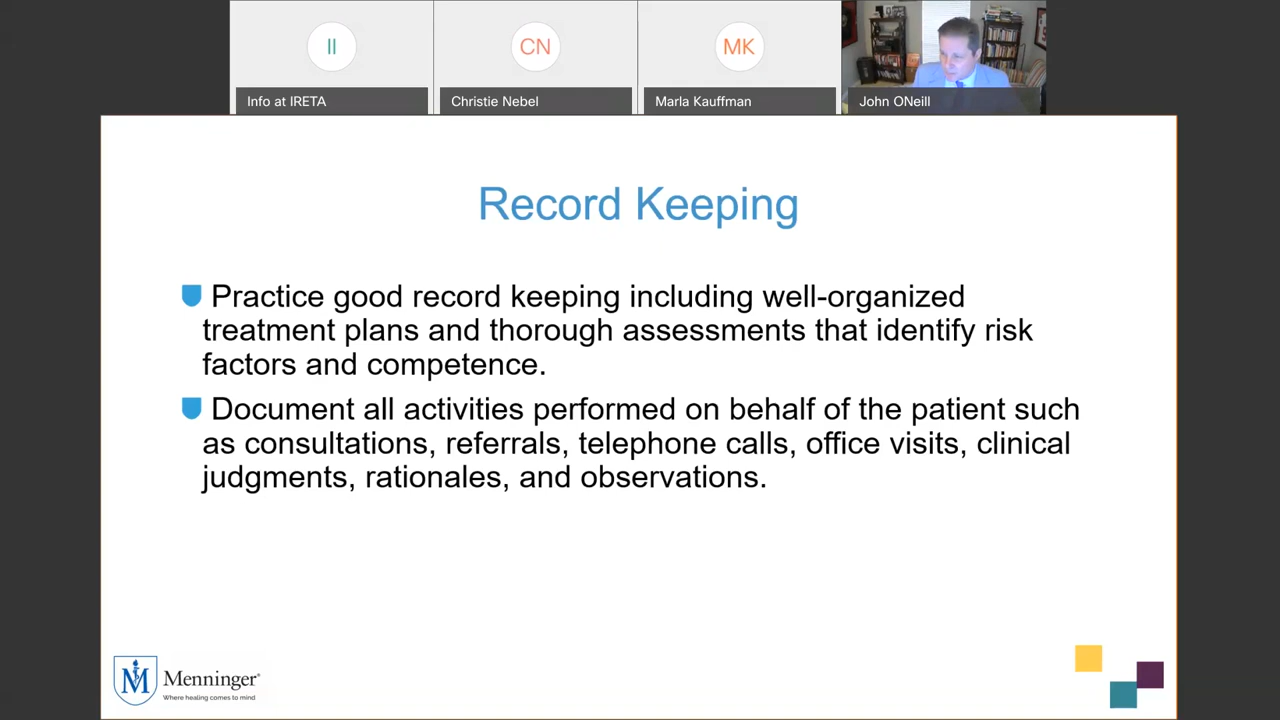 II
CN
MK
Info at IRETA
Christie Nebel
Marla Kauffman
John ONeill
Record Keeping
Practice good record keeping including well-organized
treatment plans and thorough assessments that identify risk
factors and competence.
Document all activities performed on behalf of the patient such
as consultations, referrals, telephone calls, office visits, clinical
judgments, rationales, and observations.
M
Menninger®
Where healing comes to mind